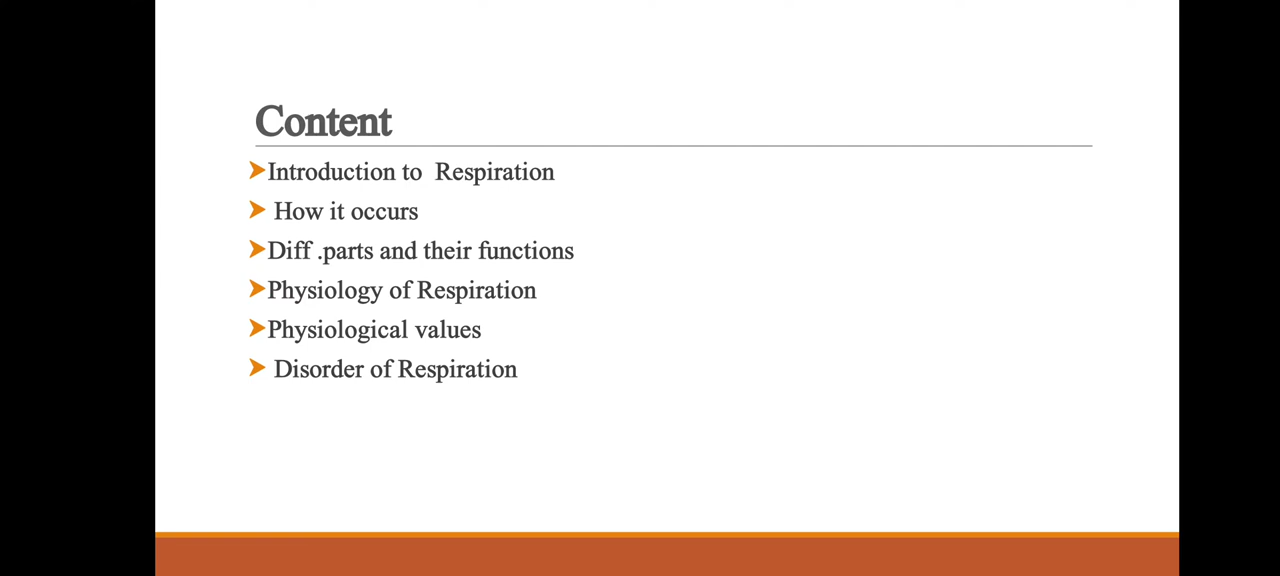 Content
Introduction to  Respiration
How it occurs
Diff .parts and their functions
Physiology of Respiration
Physiological values
Disorder of Respiration